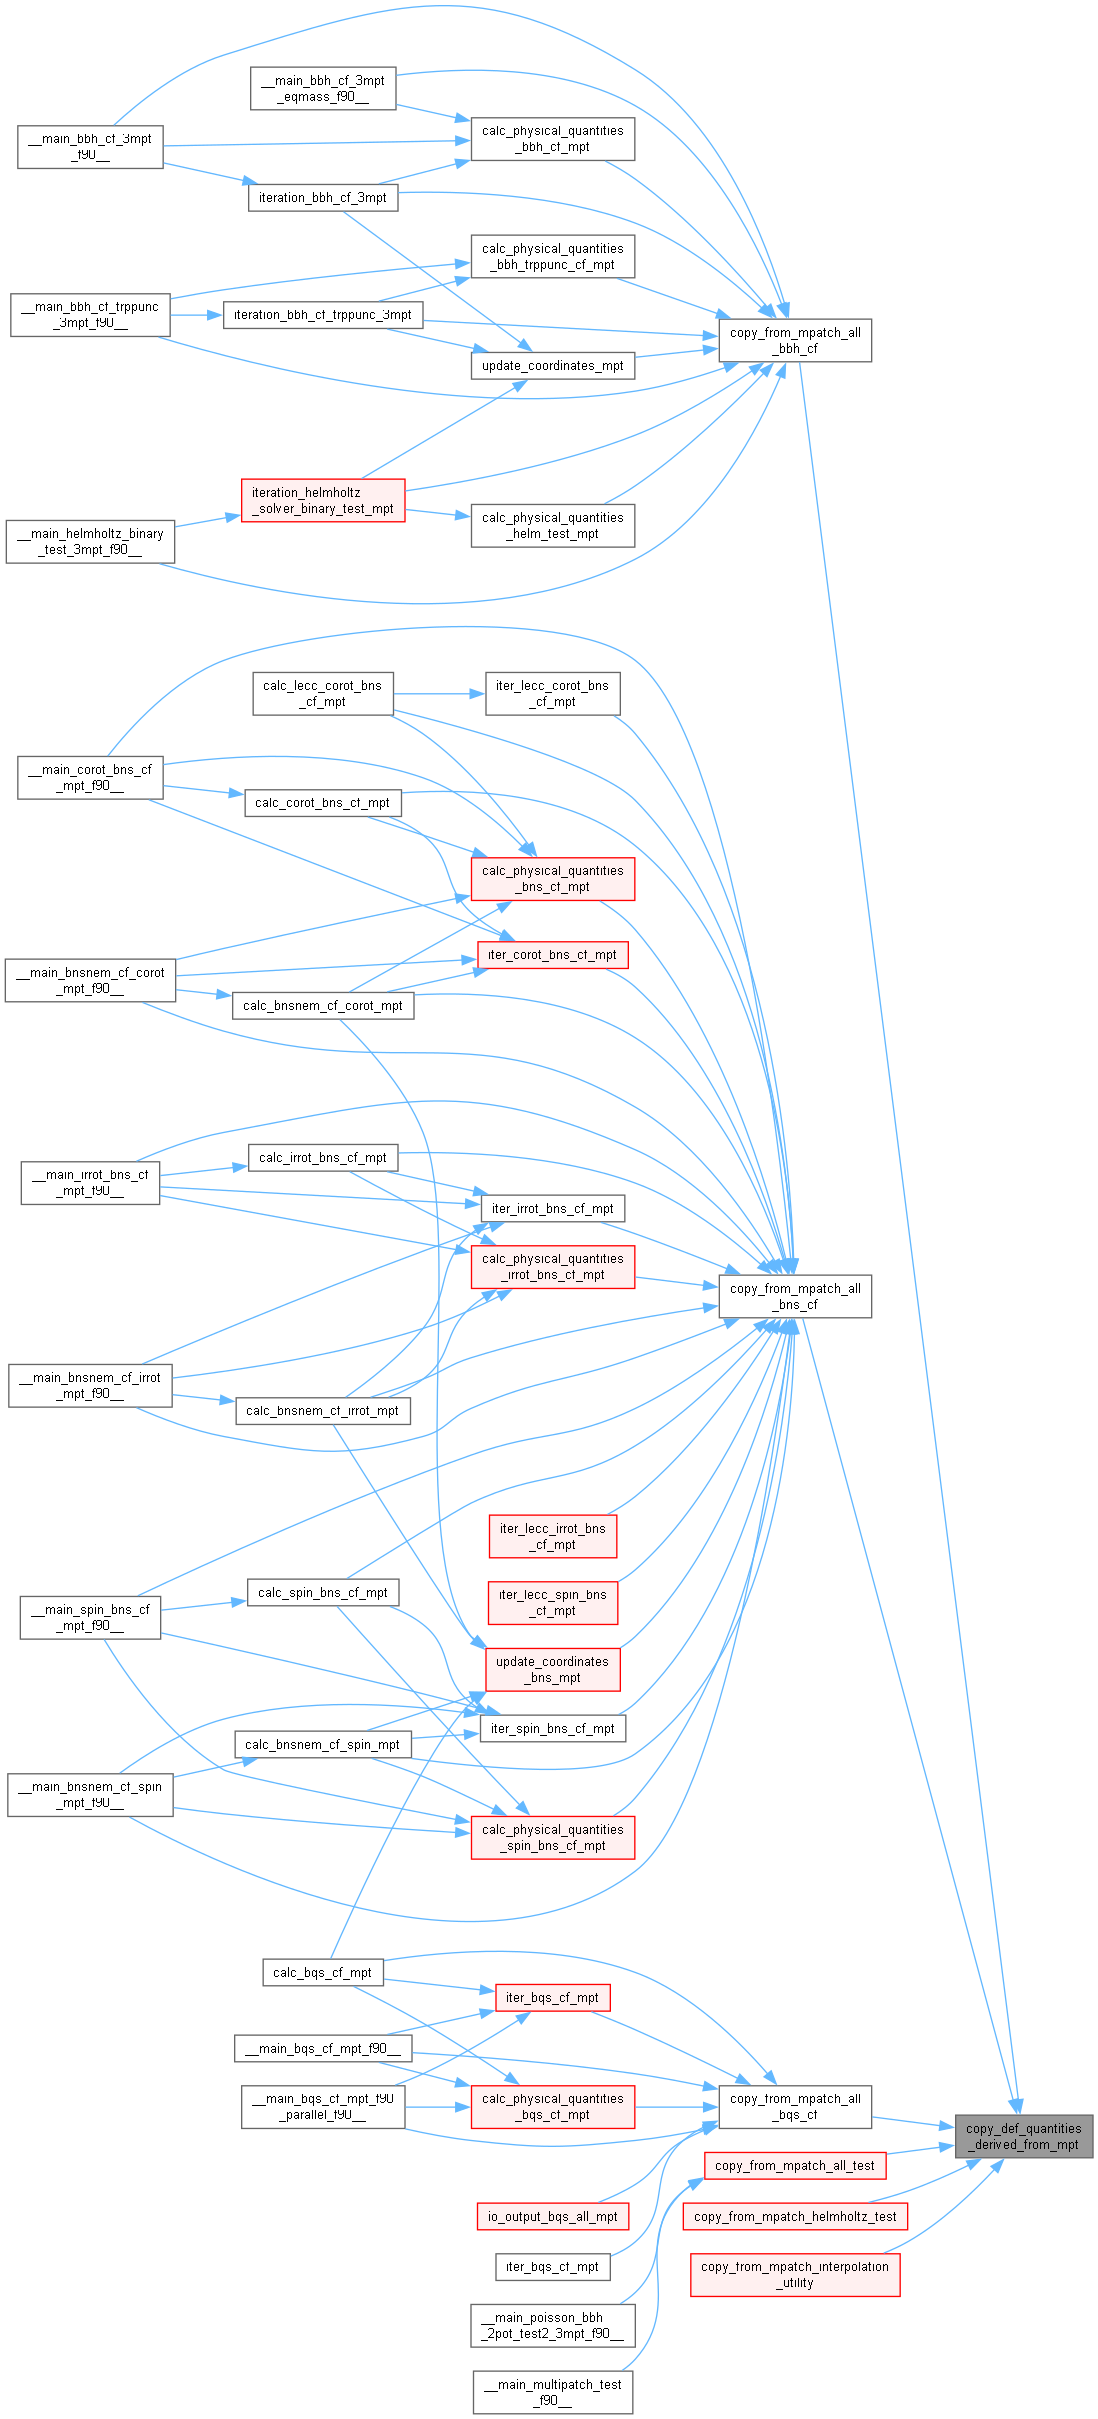 __main_bbh_cf_3mpt
_eqmass_f90__
__main_bbh_cf_3mpt
_f90__
calc_physical_quantities
_bbh_cf_mpt
iteration_bbh_cf_3mpt
calc_physical_quantities
_bbh_trppunc_cf_mpt
__main_bbh_cf_trppunc
_3mpt_f90__
iteration_bbh_cf_trppunc_3mpt
copy_from_mpatch_all
_bbh_cf
update_coordinates_mpt
iteration_helmholtz
_solver_binary_test_mpt
calc_physical_quantities
_helm_test_mpt
__main_helmholtz_binary
_test_3mpt_f90__
calc_lecc_corot_bns
_cf_mpt
iter_lecc_corot_bns
_cf_mpt
__main_corot_bns_cf
_mpt_f90__
calc_corot_bns_cf_mpt
calc_physical_quantities
_bns_cf_mpt
iter_corot_bns_cf_mpt
__main_bnsnem_cf_corot
_mpt_f90__
calc_bnsnem_cf_corot_mpt
calc_irrot_bns_cf_mpt
__main_irrot_bns_cf
_mpt_f90__
iter_irrot_bns_cf_mpt
calc_physical_quantities
_irrot_bns_cf_mpt
copy_from_mpatch_all
_bns_cf
__main_bnsnem_cf_irrot
_mpt_f90__
calc_bnsnem_cf_irrot_mpt
iter_lecc_irrot_bns
_cf_mpt
calc_spin_bns_cf_mpt
iter_lecc_spin_bns
_cf_mpt
__main_spin_bns_cf
_mpt_f90__
update_coordinates
_bns_mpt
iter_spin_bns_cf_mpt
calc_bnsnem_cf_spin_mpt
__main_bnsnem_cf_spin
_mpt_f90__
calc_physical_quantities
_spin_bns_cf_mpt
calc_bqs_cf_mpt
iter_bqs_cf_mpt
__main_bqs_cf_mpt_f90__
__main_bqs_cf_mpt_f90
_parallel_f90__
calc_physical_quantities
_bqs_cf_mpt
copy_from_mpatch_all
_bqs_cf
copy_def_quantities
_derived_from_mpt
copy_from_mpatch_all_test
io_output_bqs_all_mpt
copy_from_mpatch_helmholtz_test
iter_bqs_cf_mpt
copy_from_mpatch_interpolation
_utility
__main_poisson_bbh
_2pot_test2_3mpt_f90__
__main_multipatch_test
_f90__